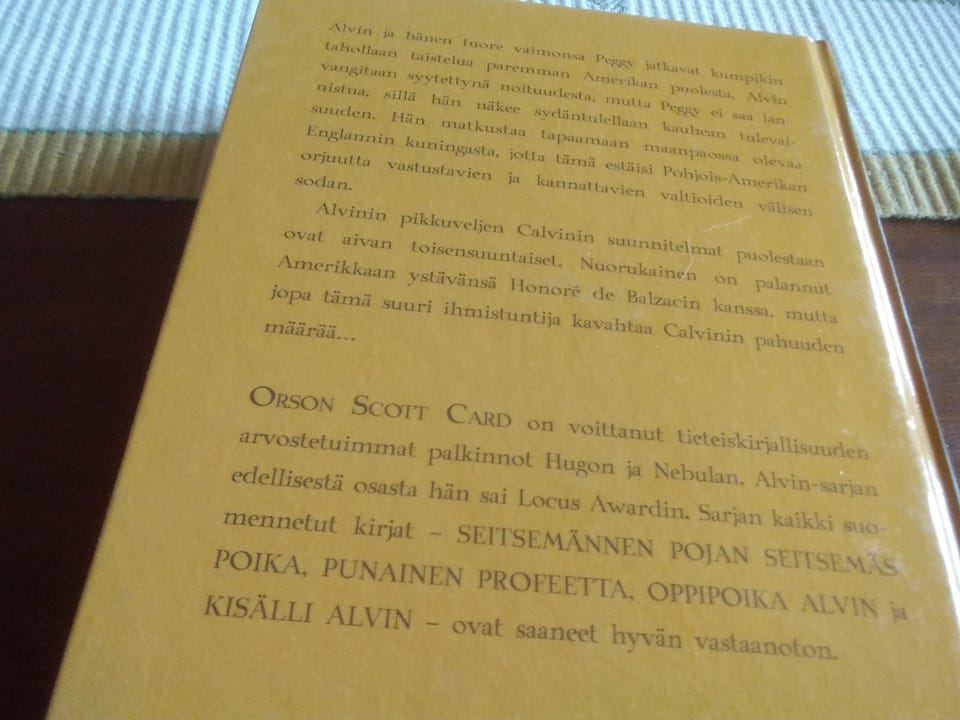 Alvin ja hänen tuore vaimonsa Peggy jatkavat kumpikin
tahollaan taistelua paremman Amerikan puolesta. Alvin
vangitaan syytettynä noituudesta, mutta Peggy ei saa lan-
nistua, sillä hän näkee sydäntulellaan kauhean tulevai-
suuden. Hän matkustaa tapaamaan maanpaossa olevaa
Englannin kuningasta, jotta tämä estäisi Pohjois-Amerikan
orjuutta vastustavien ja kannattavien valtioiden välisen
sodan.
Alvinin pikkuveljen Calvinin suunnitelmat puolestaan
ovat aivan toisensuuntaiset. Nuorukainen on palannut
Amerikkaan ystävänsä Honoré de Balzacin kanssa, mutta
jopa tämä suuri ihmistuntija kavahtaa Calvinin pahuuden
määrää...
ORSON SCOTT CARD on voittanut tieteiskirjallisuuden
arvostetuimmat palkinnot Hugon ja Nebulan. Alvin-sarjan
edellisestä osasta hän sai Locus Awardin. Sarjan kaikki suo-
mennetut kirjat – SEITSEMÄNNEN POJAN SEITSEMÄS
POIKA, PUNAINEN PROFEETTA, OPPIPOIKA ALVIN ja
KISÄLLI ALVIN – ovat saaneet hyvän vastaanoton.